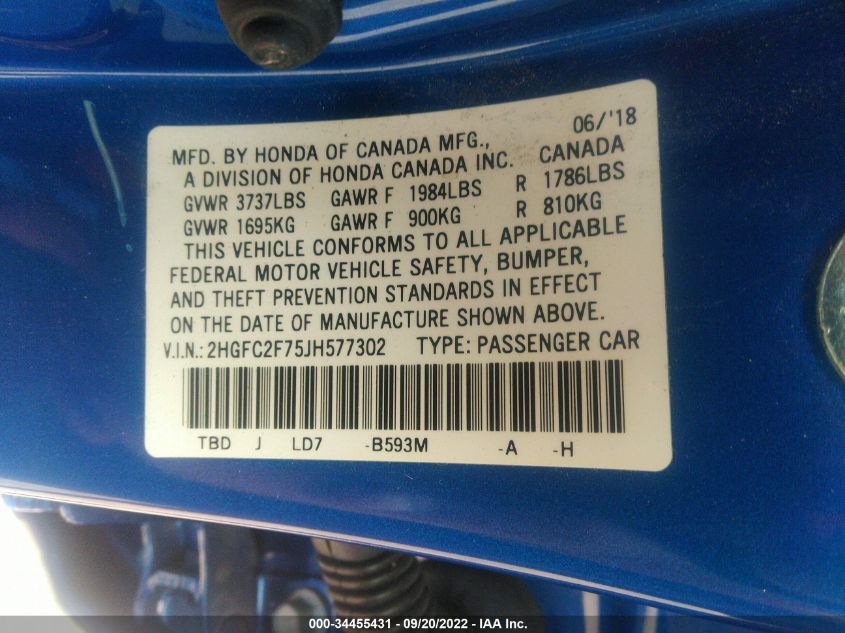 06/'18
MFD. BY HONDA OF CANADA MFG.,
A DIVISION OF HONDA CANADA INC. CANADA
GVWR 3737LBS GAWR F 1984LBS R 1786LBS
GVWR 1695KG GAWR F 900KG R 810KG
THIS VEHICLE CONFORMS TO ALL APPLICABLE
FEDERAL MOTOR VEHICLE SAFETY, BUMPER,
AND THEFT PREVENTION STANDARDS IN EFFECT
ON THE DATE OF MANUFACTURE SHOWN ABOVE.
V.I.N.: 2HGFC2F75JH577302 TYPE: PASSENGER CAR
TBD J LD7 -B593M -A -H
000-34455431 - 09/20/2022 - IAA Inc.